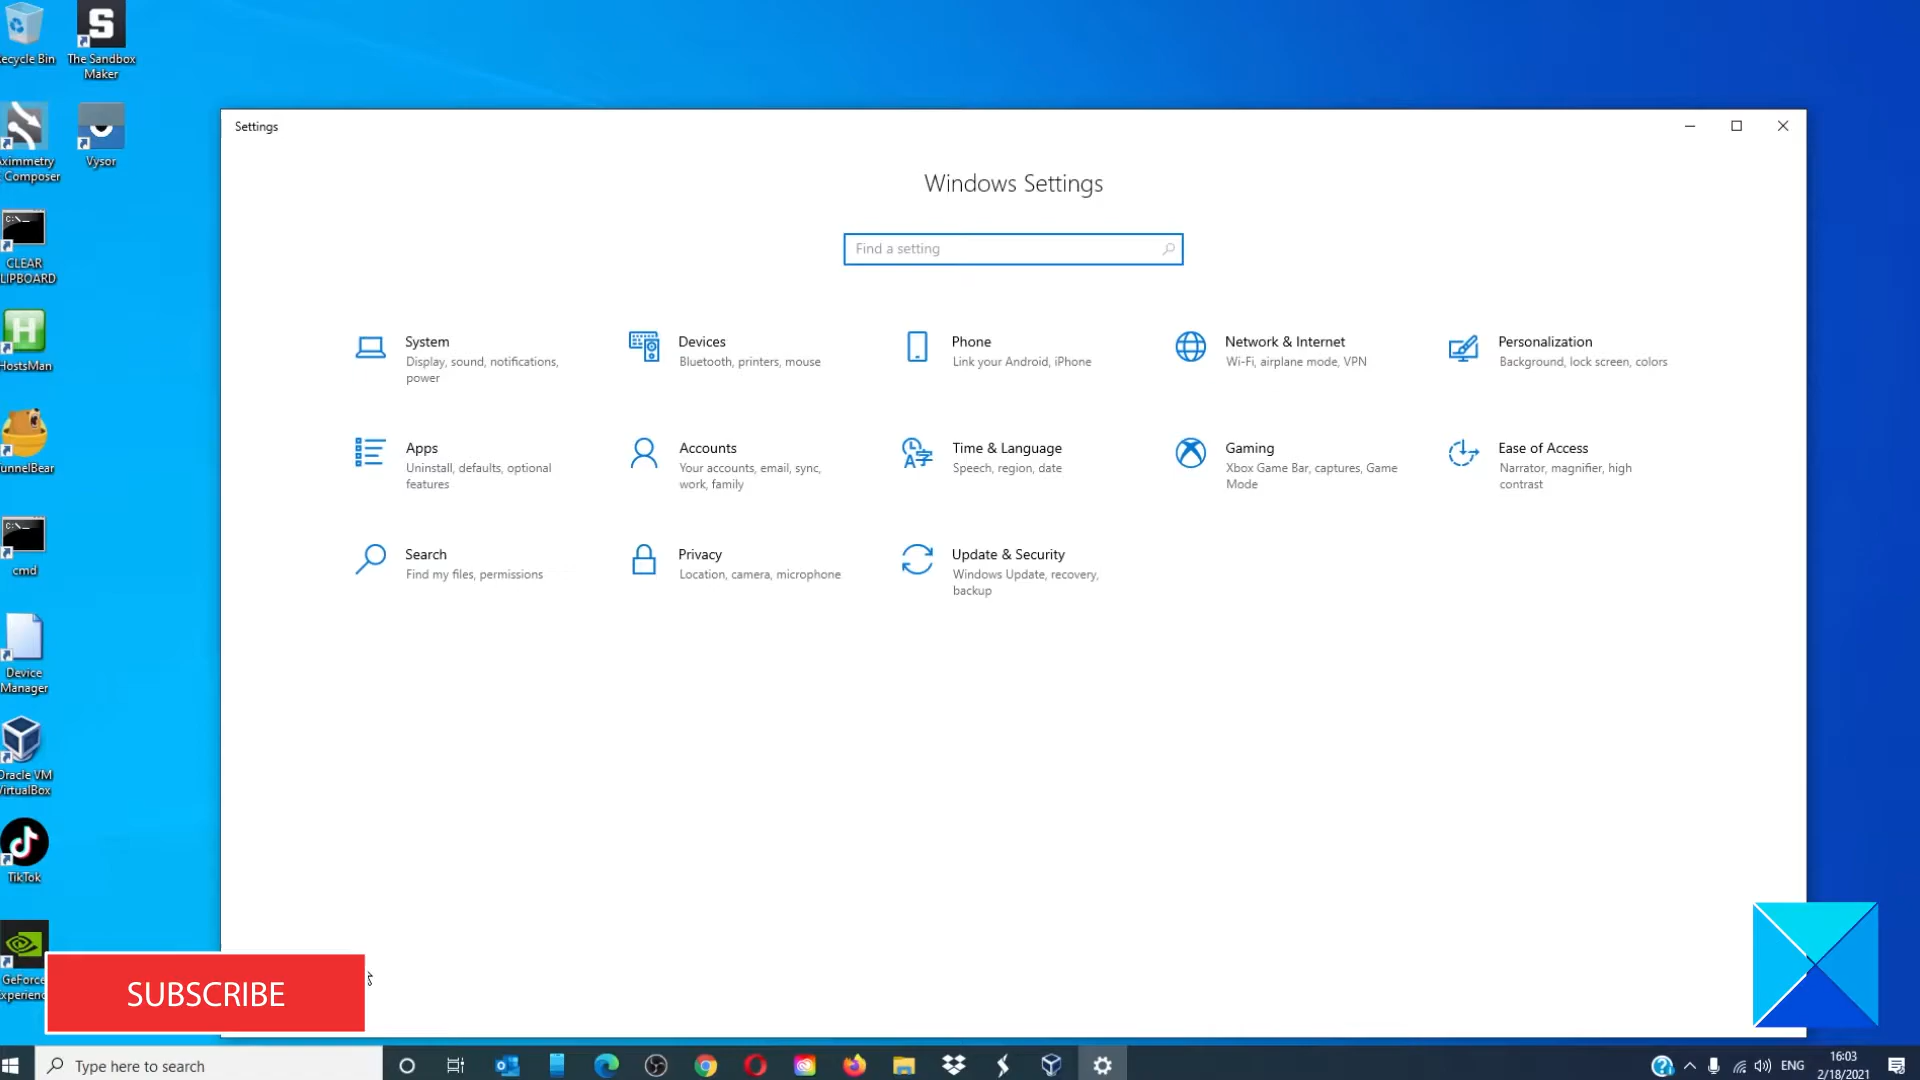 ecycle Bin
The Sandbox
Maker
ximmetry
Composer
Vysor
CLEAR
LIPBOARD
HostsMan
unnelBear
cmd
Device
Manager
Oracle VM
VirtualBox
TikTok
GeForce
xperienc
Settings
Windows Settings
Find a setting
System
Display, sound, notifications,
power
Devices
Bluetooth, printers, mouse
Phone
Link your Android, iPhone
Network & Internet
Wi-Fi, airplane mode, VPN
Personalization
Background, lock screen, colors
Apps
Uninstall, defaults, optional
features
Accounts
Your accounts, email, sync,
work, family
Time & Language
Speech, region, date
Gaming
Xbox Game Bar, captures, Game
Mode
Ease of Access
Narrator, magnifier, high
contrast
Search
Find my files, permissions
Privacy
Location, camera, microphone
Update & Security
Windows Update, recovery,
backup
SUBSCRIBE
Type here to search
ENG
16:03
2/18/2021